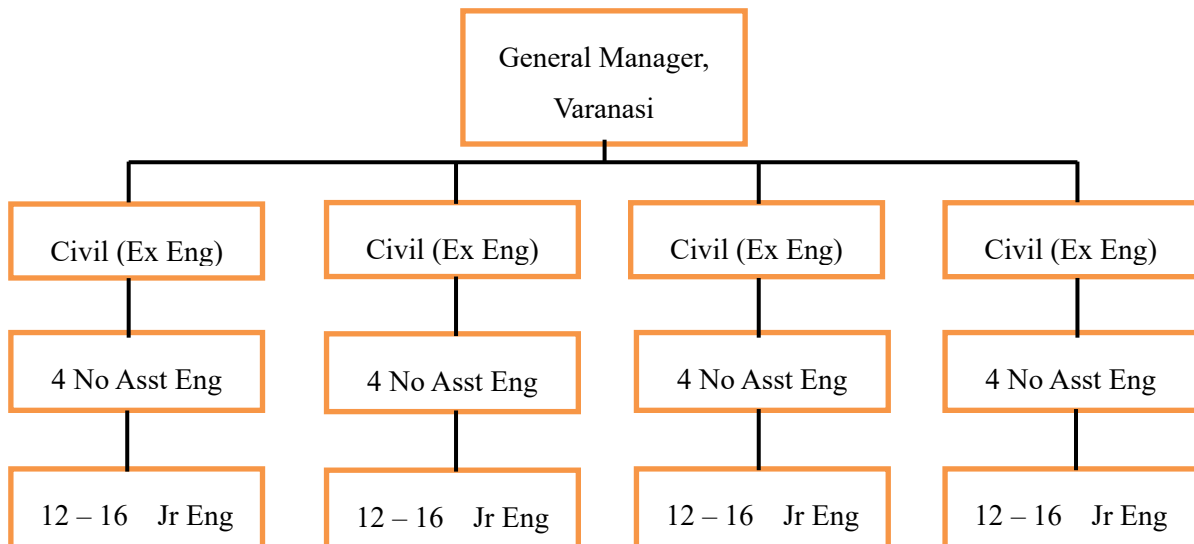 General Manager,
Varanasi
Civil (Ex Eng)
Civil (Ex Eng)
Civil (Ex Eng)
Civil (Ex Eng)
4 No Asst Eng
4 No Asst Eng
4 No Asst Eng
4 No Asst Eng
12 – 16 Jr Eng
12 – 16 Jr Eng
12 – 16 Jr Eng
12 – 16 Jr Eng